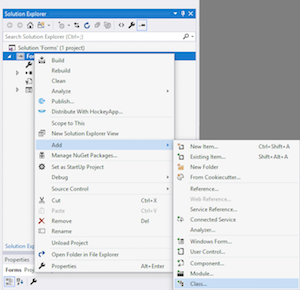 Solution Explorer
Search Solution Explorer (Ctrl+;)
Solution 'Forms' (1 project)
Build
Rebuild
Clean
Analyze
Publish...
Distribute With HockeyApp...
Scope to This
New Solution Explorer View
Add
Manage NuGet Packages...
Set as StartUp Project
Debug
Source Control
Cut Ctrl+X
Paste Ctrl+V
Remove Del
Rename
Unload Project
Open Folder in File Explorer
Properties Alt+Enter
New Item... Ctrl+Shift+A
Existing Item... Shift+Alt+A
New Folder
From Cookiecutter...
Reference...
Web Reference...
Service Reference...
Connected Service
Analyzer...
Windows Form...
User Control...
Component...
Module...
Class...
Solution
Properties
Forms Proj